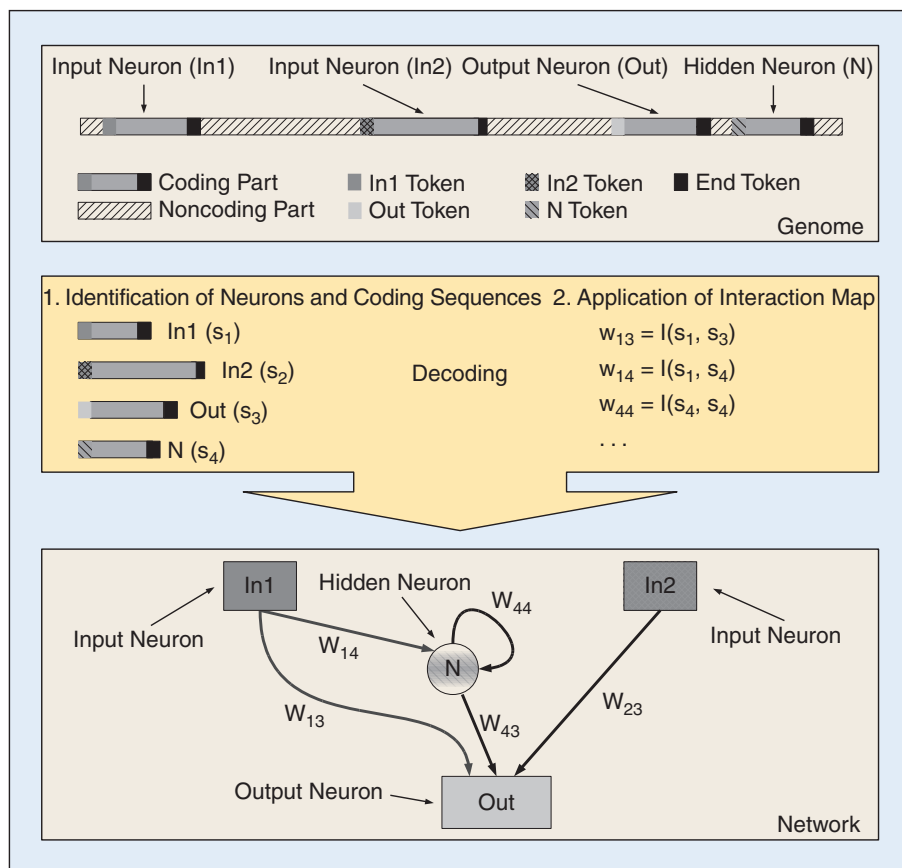 Input Neuron (In1) Input Neuron (In2) Output Neuron (Out) Hidden Neuron (N)
Coding Part In1 Token In2 Token End Token
Noncoding Part Out Token N Token
Genome
1. Identification of Neurons and Coding Sequences 2. Application of Interaction Map
In1 (s₁)
In2 (s₂)
Out (s₃)
N (s₄)
Decoding
w₁₃ = I(s₁, s₃)
w₁₄ = I(s₁, s₄)
w₄₄ = I(s₄, s₄)
. . .
In1
Hidden Neuron
In2
Input Neuron
W₄₄
Input Neuron
W₁₄
N
W₁₃
W₄₃
W₂₃
Output Neuron
Out
Network